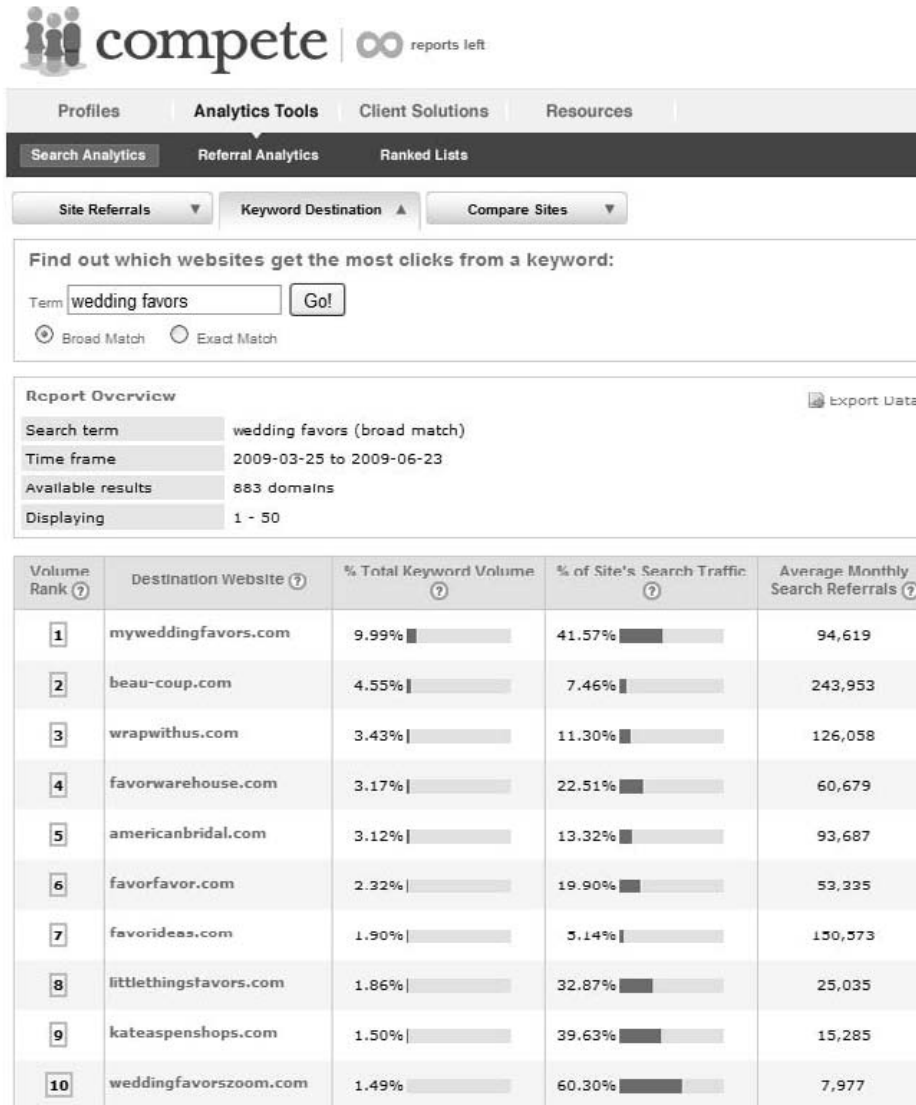 compete reports left
Profiles Analytics Tools Client Solutions Resources
Search Analytics Referral Analytics Ranked Lists
Site Referrals ▼ Keyword Destination ▲ Compare Sites ▼
Find out which websites get the most clicks from a keyword:
Term wedding favors Go!
Broad Match Exact Match
Report Overview Export Data
Search term wedding favors (broad match)
Time frame 2009-03-25 to 2009-06-23
Available results 883 domains
Displaying 1 - 50
Volume Rank ? Destination Website ? % Total Keyword Volume ? % of Site's Search Traffic ? Average Monthly Search Referrals ?
1 myweddingfavors.com 9.99% 41.57% 94,619
2 beau-coup.com 4.55% 7.46% 243,953
3 wrapwithus.com 3.43% 11.30% 126,058
4 favorwarehouse.com 3.17% 22.51% 60,679
5 americanbridal.com 3.12% 13.32% 93,687
6 favorfavor.com 2.32% 19.90% 53,335
7 favorideas.com 1.90% 5.14% 150,573
8 littlethingsfavors.com 1.86% 32.87% 25,035
9 kateaspenshops.com 1.50% 39.63% 15,285
10 weddingfavorszoom.com 1.49% 60.30% 7,977